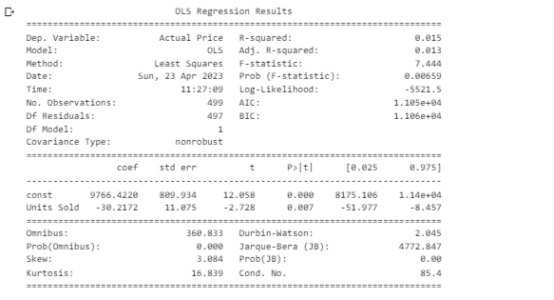 OLS Regression Results
==============================================================================
Dep. Variable: Actual Price R-squared: 0.015
Model: OLS Adj. R-squared: 0.013
Method: Least Squares F-statistic: 7.444
Date: Sun, 23 Apr 2023 Prob (F-statistic): 0.00659
Time: 11:27:09 Log-Likelihood: -5521.5
No. Observations: 499 AIC: 1.105e+04
Df Residuals: 497 BIC: 1.106e+04
Df Model: 1
Covariance Type: nonrobust
==============================================================================
coef std err t P>|t| [0.025 0.975]
------------------------------------------------------------------------------
const 9766.4220 809.934 12.058 0.000 8175.106 1.14e+04
Units Sold -30.2172 11.075 -2.728 0.007 -51.977 -8.457
==============================================================================
Omnibus: 360.833 Durbin-Watson: 2.045
Prob(Omnibus): 0.000 Jarque-Bera (JB): 4772.847
Skew: 3.084 Prob(JB): 0.00
Kurtosis: 16.839 Cond. No. 85.4
==============================================================================